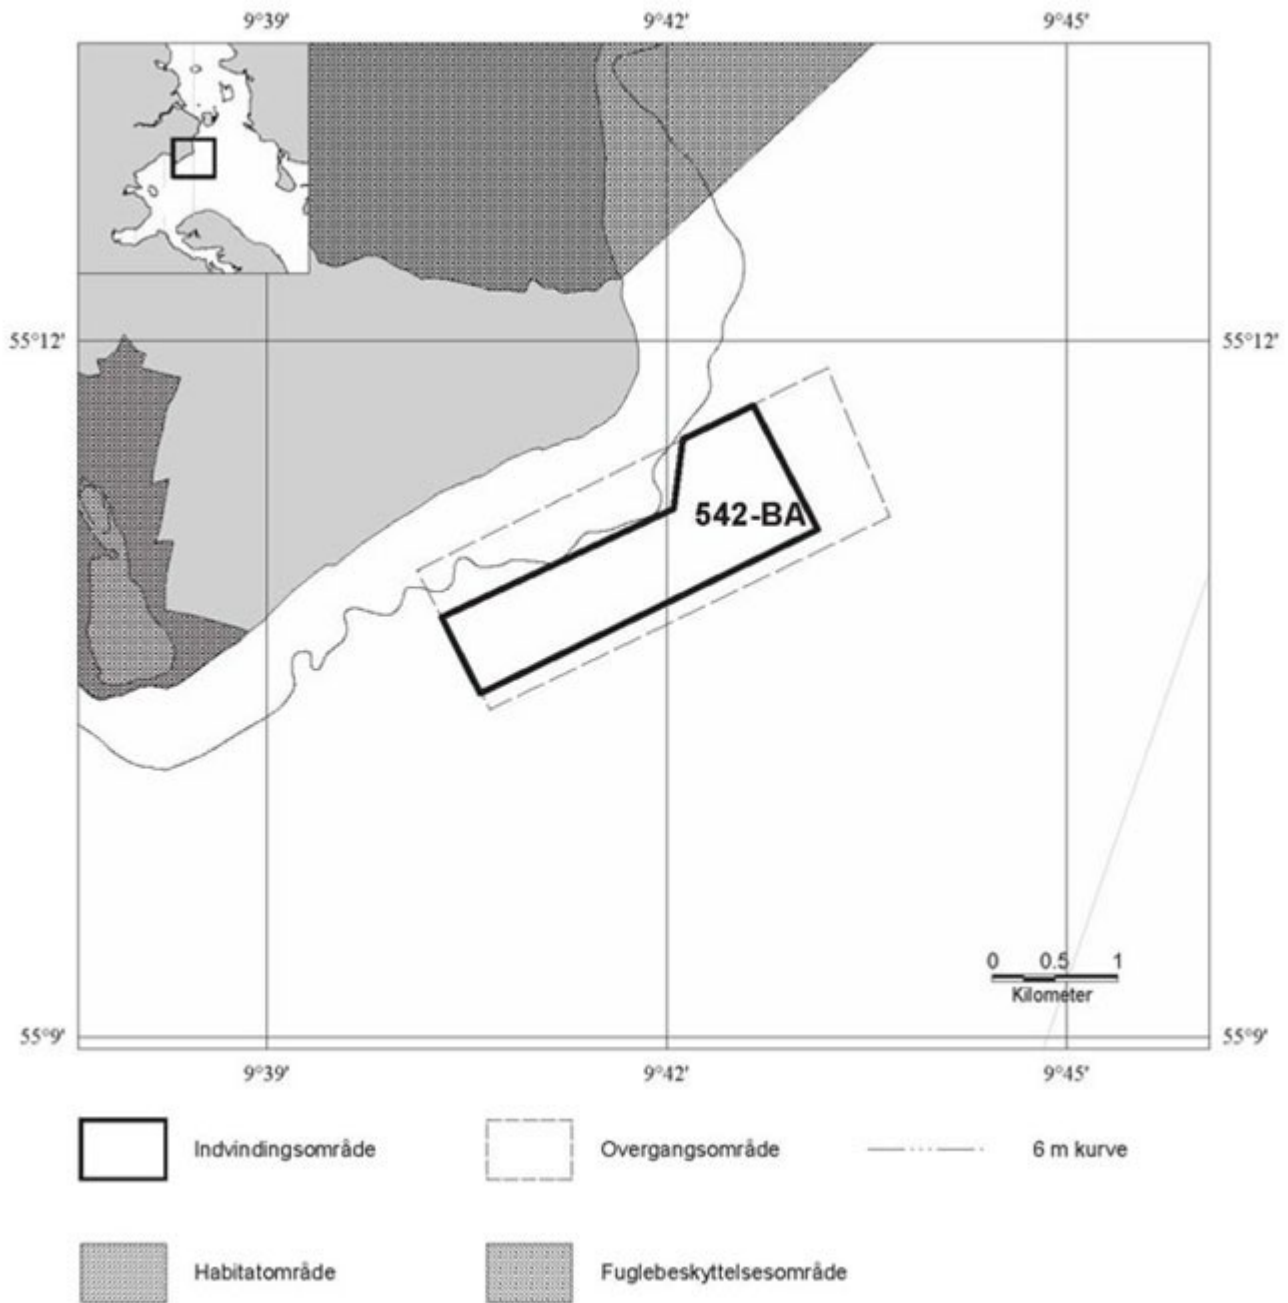 9°39' 9°42' 9°45'
55°12' 55°12'
542-BA
0 0.5 1
Kilometer
55°9' 55°9'
9°39' 9°42' 9°45'
Indvindingsområde Overgangsområde 6 m kurve
Habitatområde Fuglebeskyttelsesområde